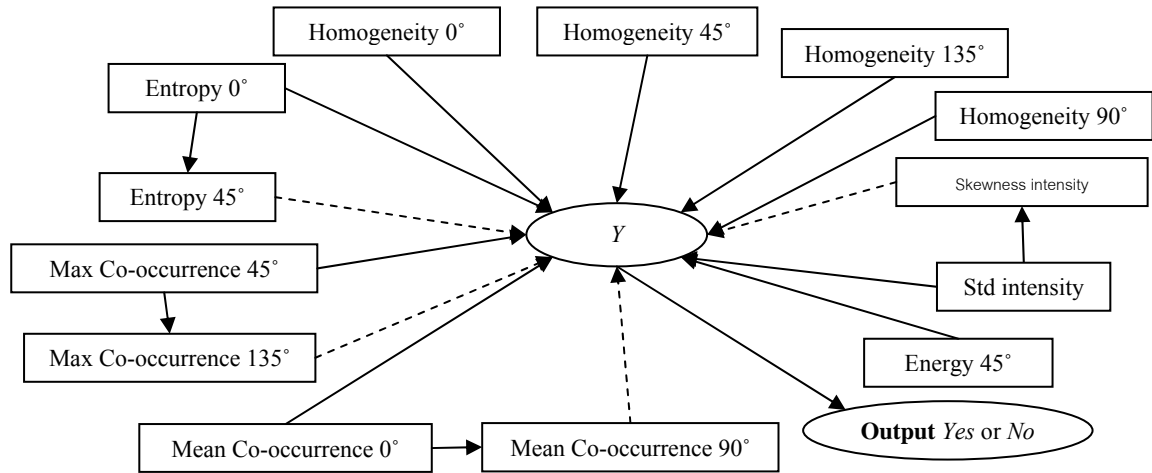 Homogeneity 0˚
Homogeneity 45˚
Homogeneity 135˚
Entropy 0˚
Homogeneity 90˚
Entropy 45˚
Skewness intensity
Y
Max Co-occurrence 45˚
Std intensity
Max Co-occurrence 135˚
Energy 45˚
Mean Co-occurrence 0˚
Mean Co-occurrence 90˚
Output Yes or No